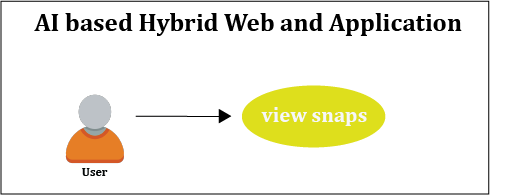 AI based Hybrid Web and Application
view snaps
User